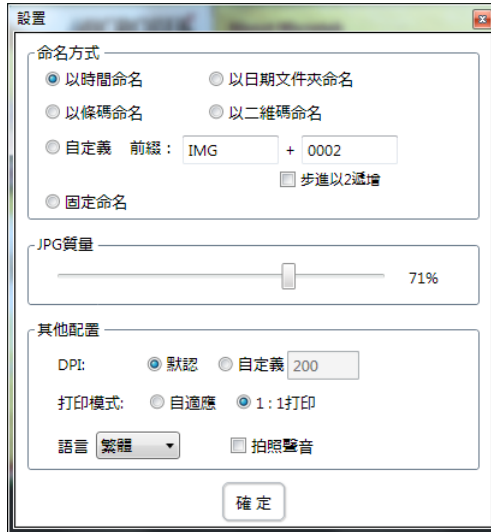 設置
命名方式
以時間命名 以日期文件夾命名
以條碼命名 以二維碼命名
自定義 前綴： IMG + 0002
步進以2遞增
固定命名
JPG質量
71%
其他配置
DPI: 默認 自定義 200
打印模式: 自適應 1：1打印
語言 繁體 拍照聲音
確定